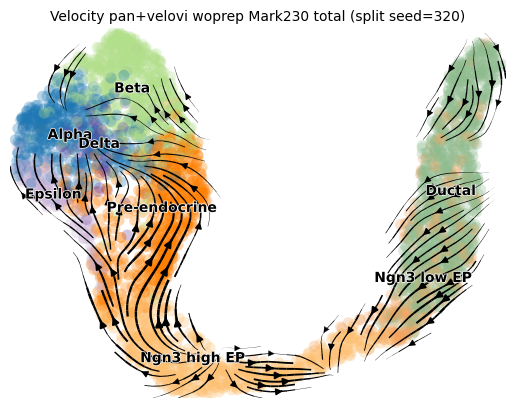 Velocity pan+velovi woprep Mark230 total (split seed=320)
Beta
Alpha
Delta
Ductal
Epsilon
Pre-endocrine
Ngn3 low EP
Ngn3 high EP